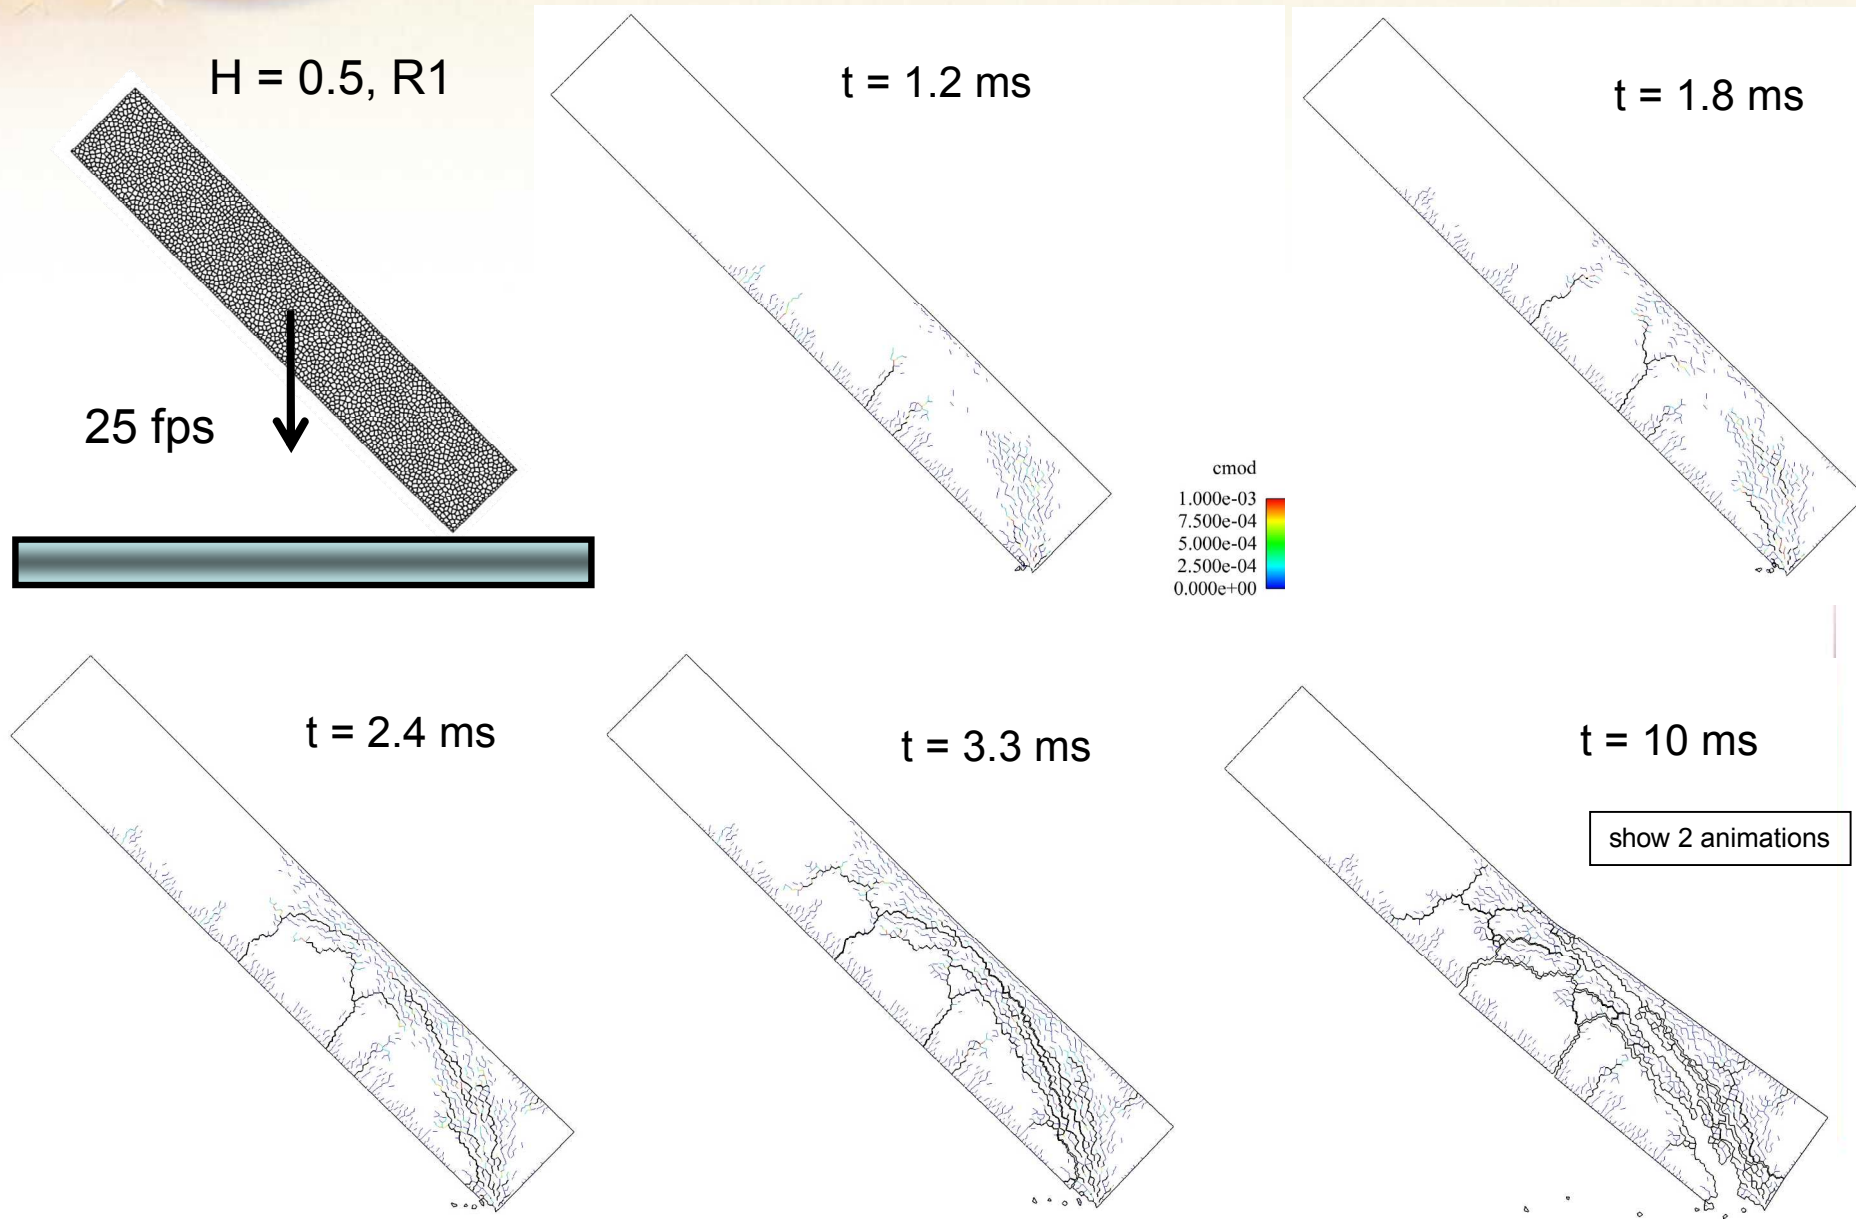 H = 0.5, R1
t = 1.2 ms
t = 1.8 ms
25 fps
cmod
1.000e-03
7.500e-04
5.000e-04
2.500e-04
0.000e+00
t = 2.4 ms
t = 3.3 ms
t = 10 ms
show 2 animations